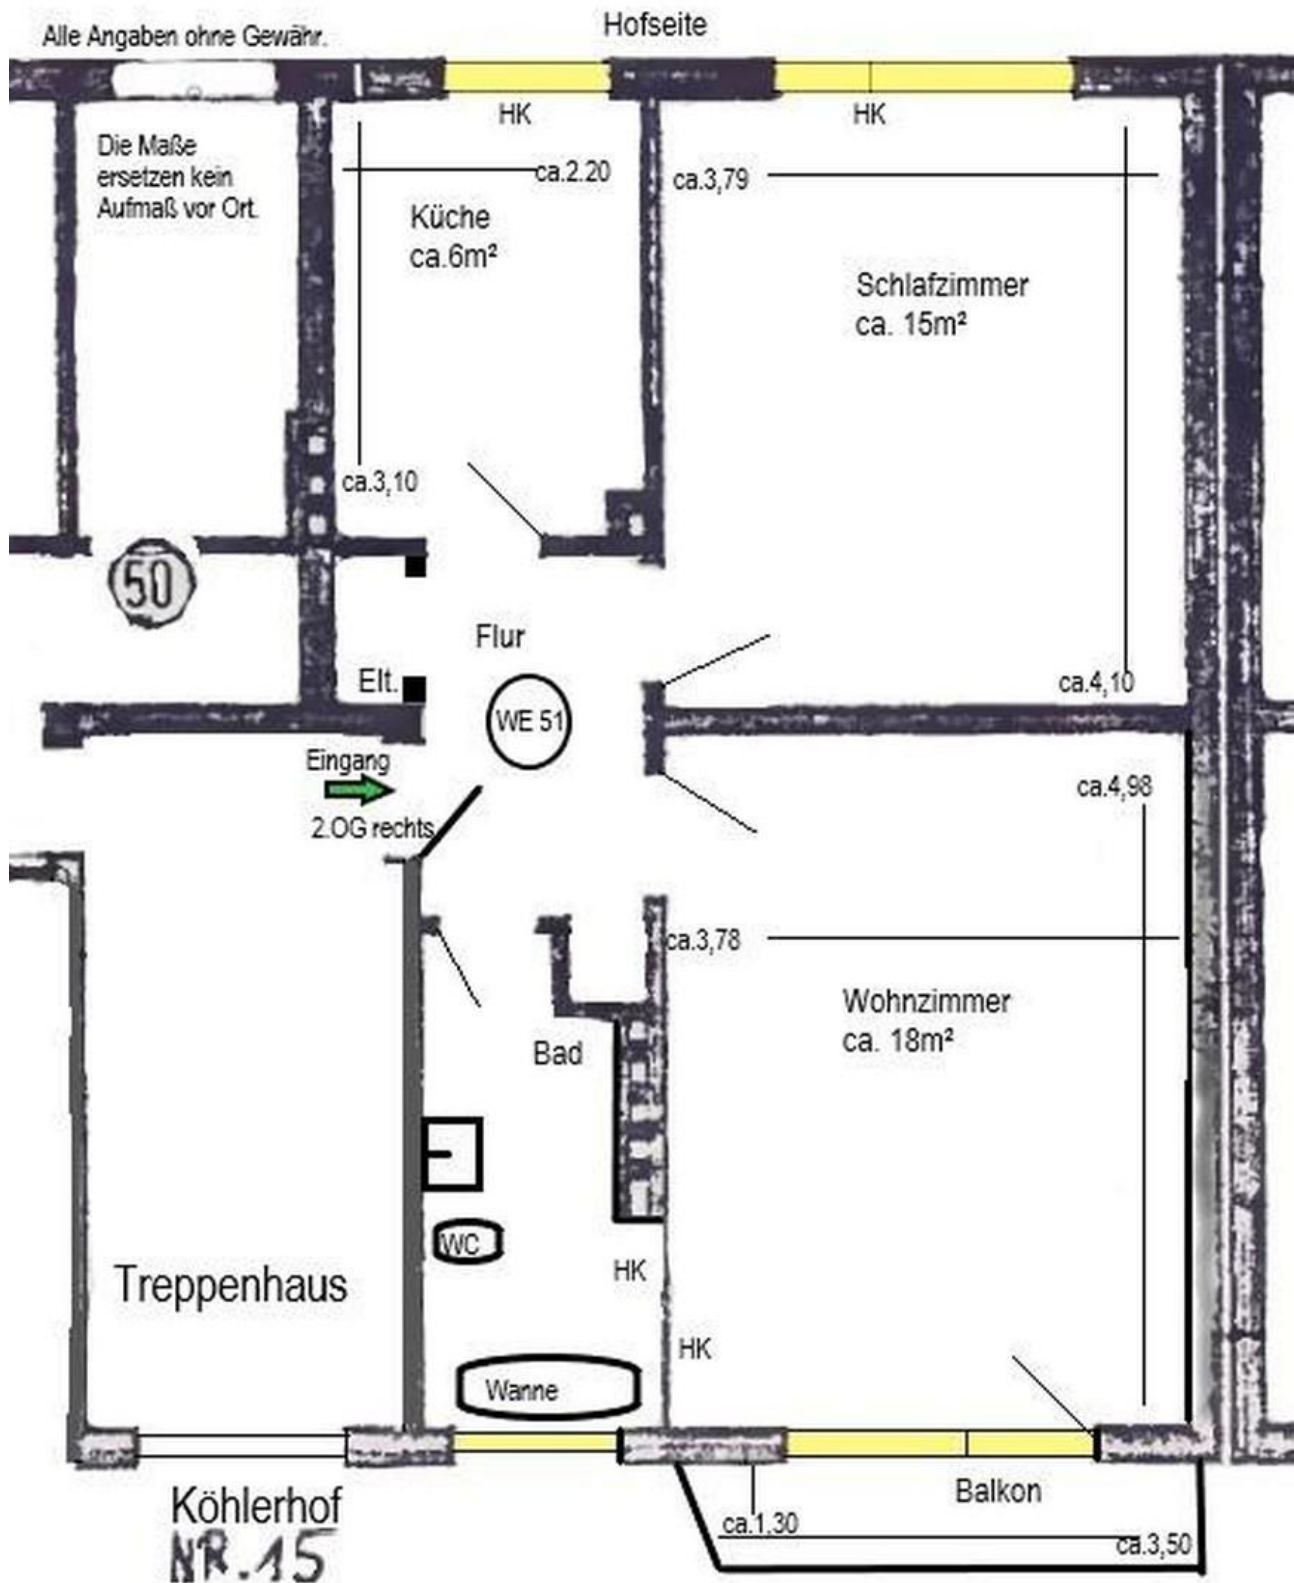 Hofseite
Alle Angaben ohne Gewähr.
HK
HK
Die Maße
ersetzen kein
Aufmaß vor Ort.
ca.2.20
ca.3,79
Küche
ca.6m²
Schlafzimmer
ca. 15m²
ca.3,10
50
Flur
Elt.
ca.4,10
WE 51
Eingang
2.OG rechts
ca.4,98
ca.3,78
Wohnzimmer
ca. 18m²
Bad
WC
HK
Treppenhaus
HK
Wanne
Balkon
Köhlerhof
NR.15
ca.1,30
ca.3,50